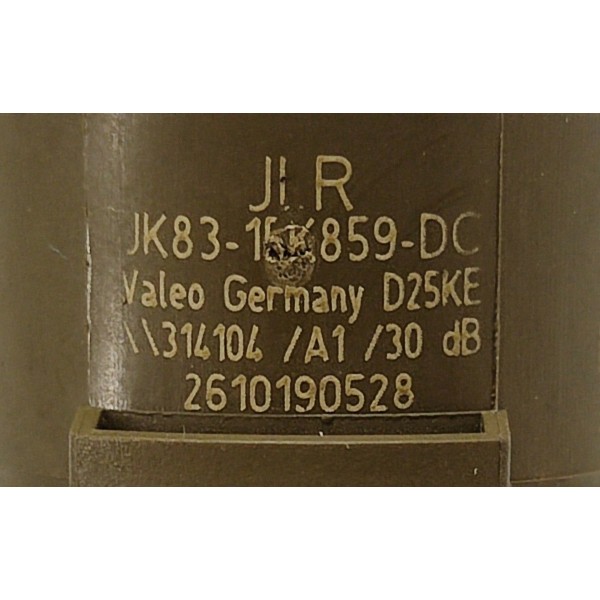 JLR
JK83-15K859-DC
Valeo Germany D25KE
\\314104 /A1 /30 dB
2610190528